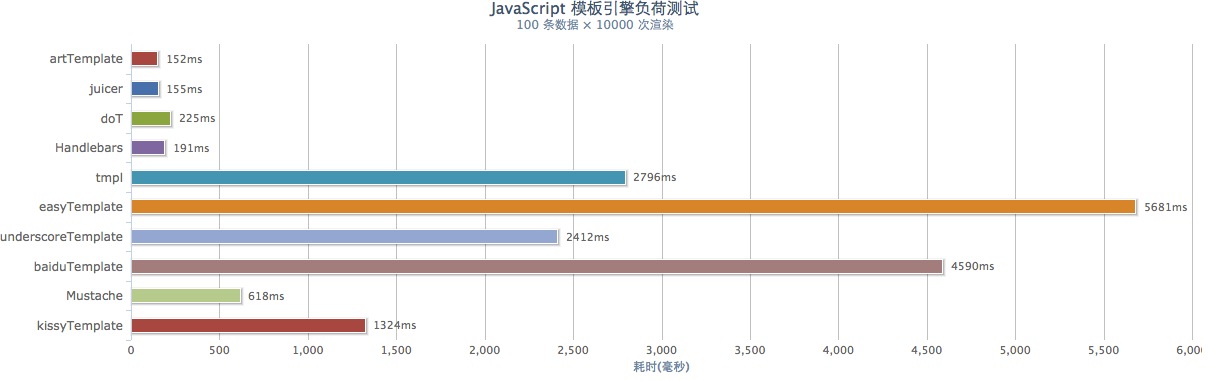 JavaScript 模板引擎负荷测试
100 条数据 × 10000 次渲染
artTemplate 152ms
juicer 155ms
doT 225ms
Handlebars 191ms
tmpl 2796ms
easyTemplate 5681ms
underscoreTemplate 2412ms
baiduTemplate 4590ms
Mustache 618ms
kissyTemplate 1324ms
0 500 1,000 1,500 2,000 2,500 3,000 3,500 4,000 4,500 5,000 5,500 6,00
耗时(毫秒)